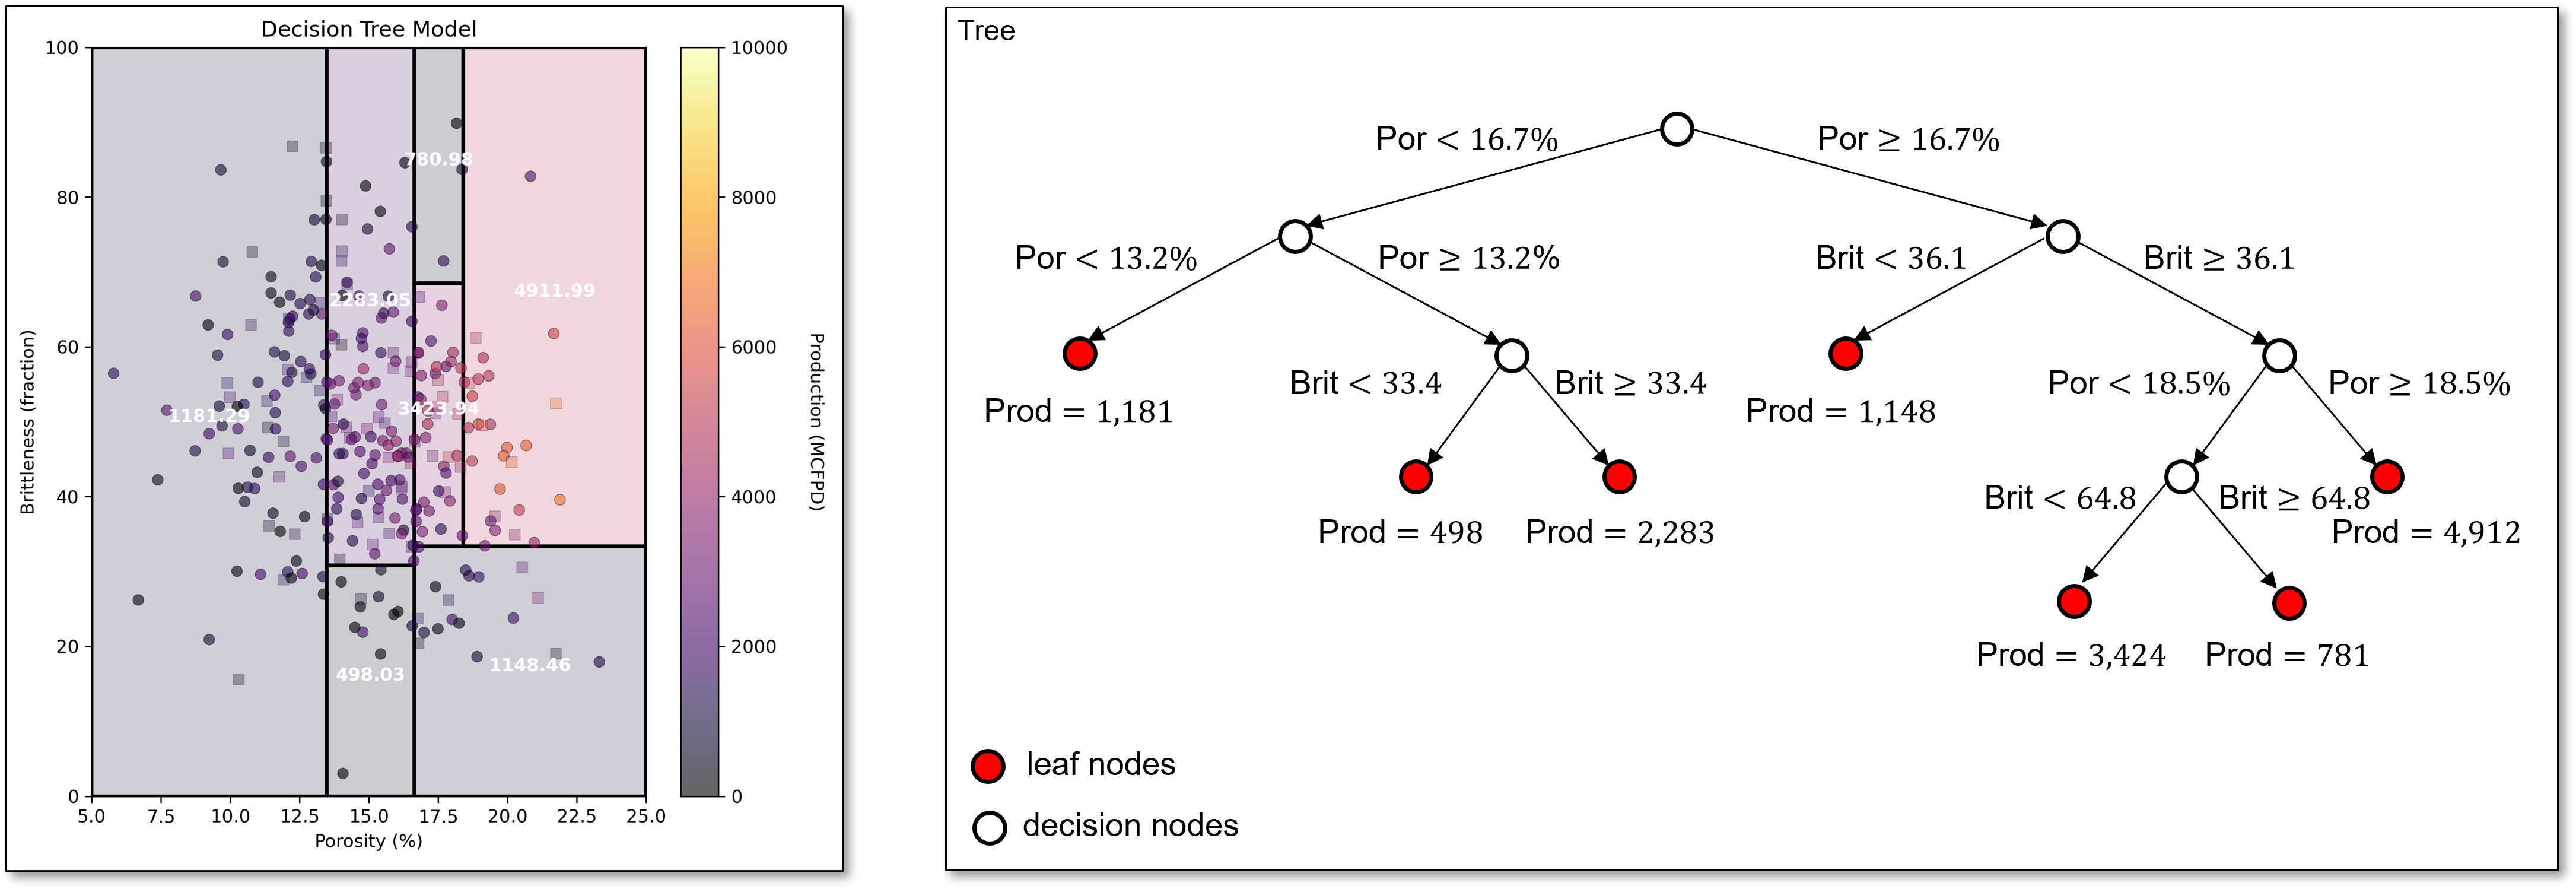 Decision Tree Model
100
80
60
40
20
0
5.0 7.5 10.0 12.5 15.0 17.5 20.0 22.5 25.0
Porosity (%)
Brittleness (fraction)
780.98
4911.99
2283.05
3423.94
1181.29
498.03
1148.46
10000
8000
6000
4000
2000
0
Production (MCFPD)
Tree
Por < 16.7%
Por ≥ 16.7%
Por < 13.2%
Por ≥ 13.2%
Brit < 36.1
Brit ≥ 36.1
Prod = 1,181
Brit < 33.4
Brit ≥ 33.4
Prod = 1,148
Por < 18.5%
Por ≥ 18.5%
Prod = 498
Prod = 2,283
Brit < 64.8
Brit ≥ 64.8
Prod = 4,912
Prod = 3,424
Prod = 781
leaf nodes
decision nodes